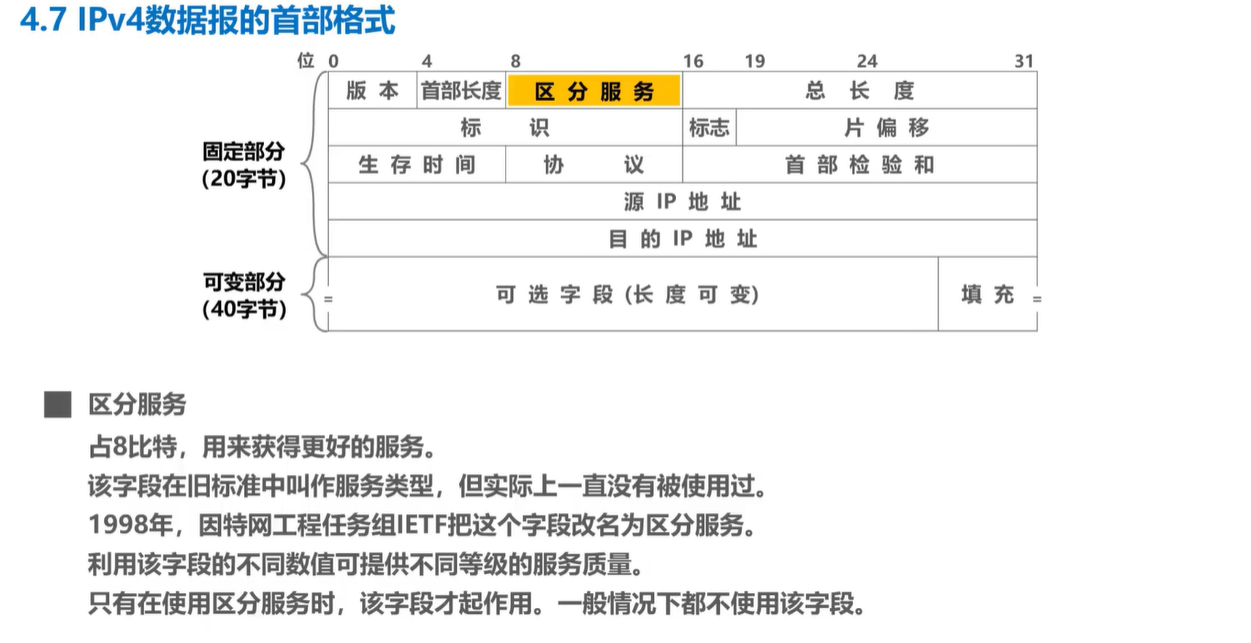 4.7 IPv4数据报的首部格式
位 0 4 8 16 19 24 31
版 本 首部长度 区 分 服 务 总 长 度
标 识 标志 片 偏 移
固定部分
(20字节)
生 存 时 间 协 议 首 部 检 验 和
源 IP 地 址
目 的 IP 地 址
可变部分
(40字节)
= 可 选 字 段 (长 度 可 变) 填 充 =
区分服务
占8比特，用来获得更好的服务。
该字段在旧标准中叫作服务类型，但实际上一直没有被使用过。
1998年，因特网工程任务组IETF把这个字段改名为区分服务。
利用该字段的不同数值可提供不同等级的服务质量。
只有在使用区分服务时，该字段才起作用。一般情况下都不使用该字段。